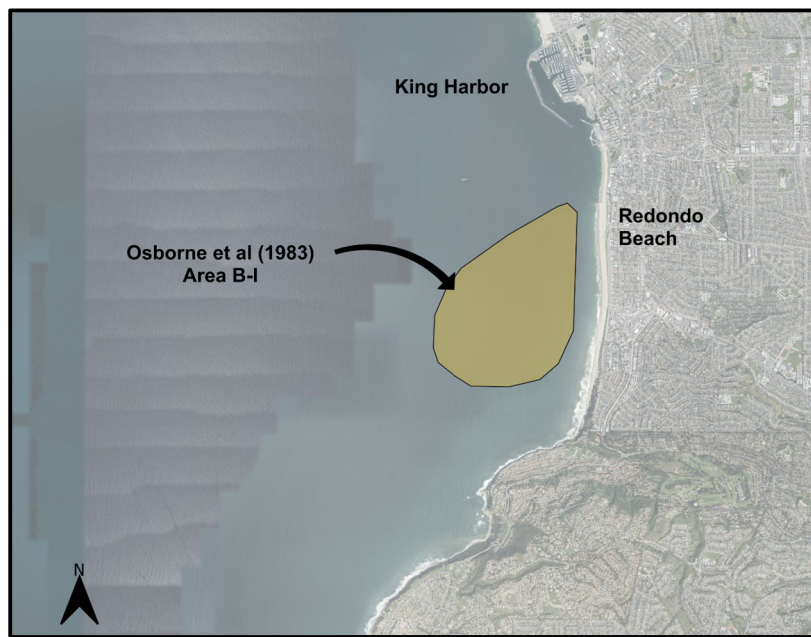 King Harbor
Redondo
Beach
Osborne et al (1983)
Area B-I
N